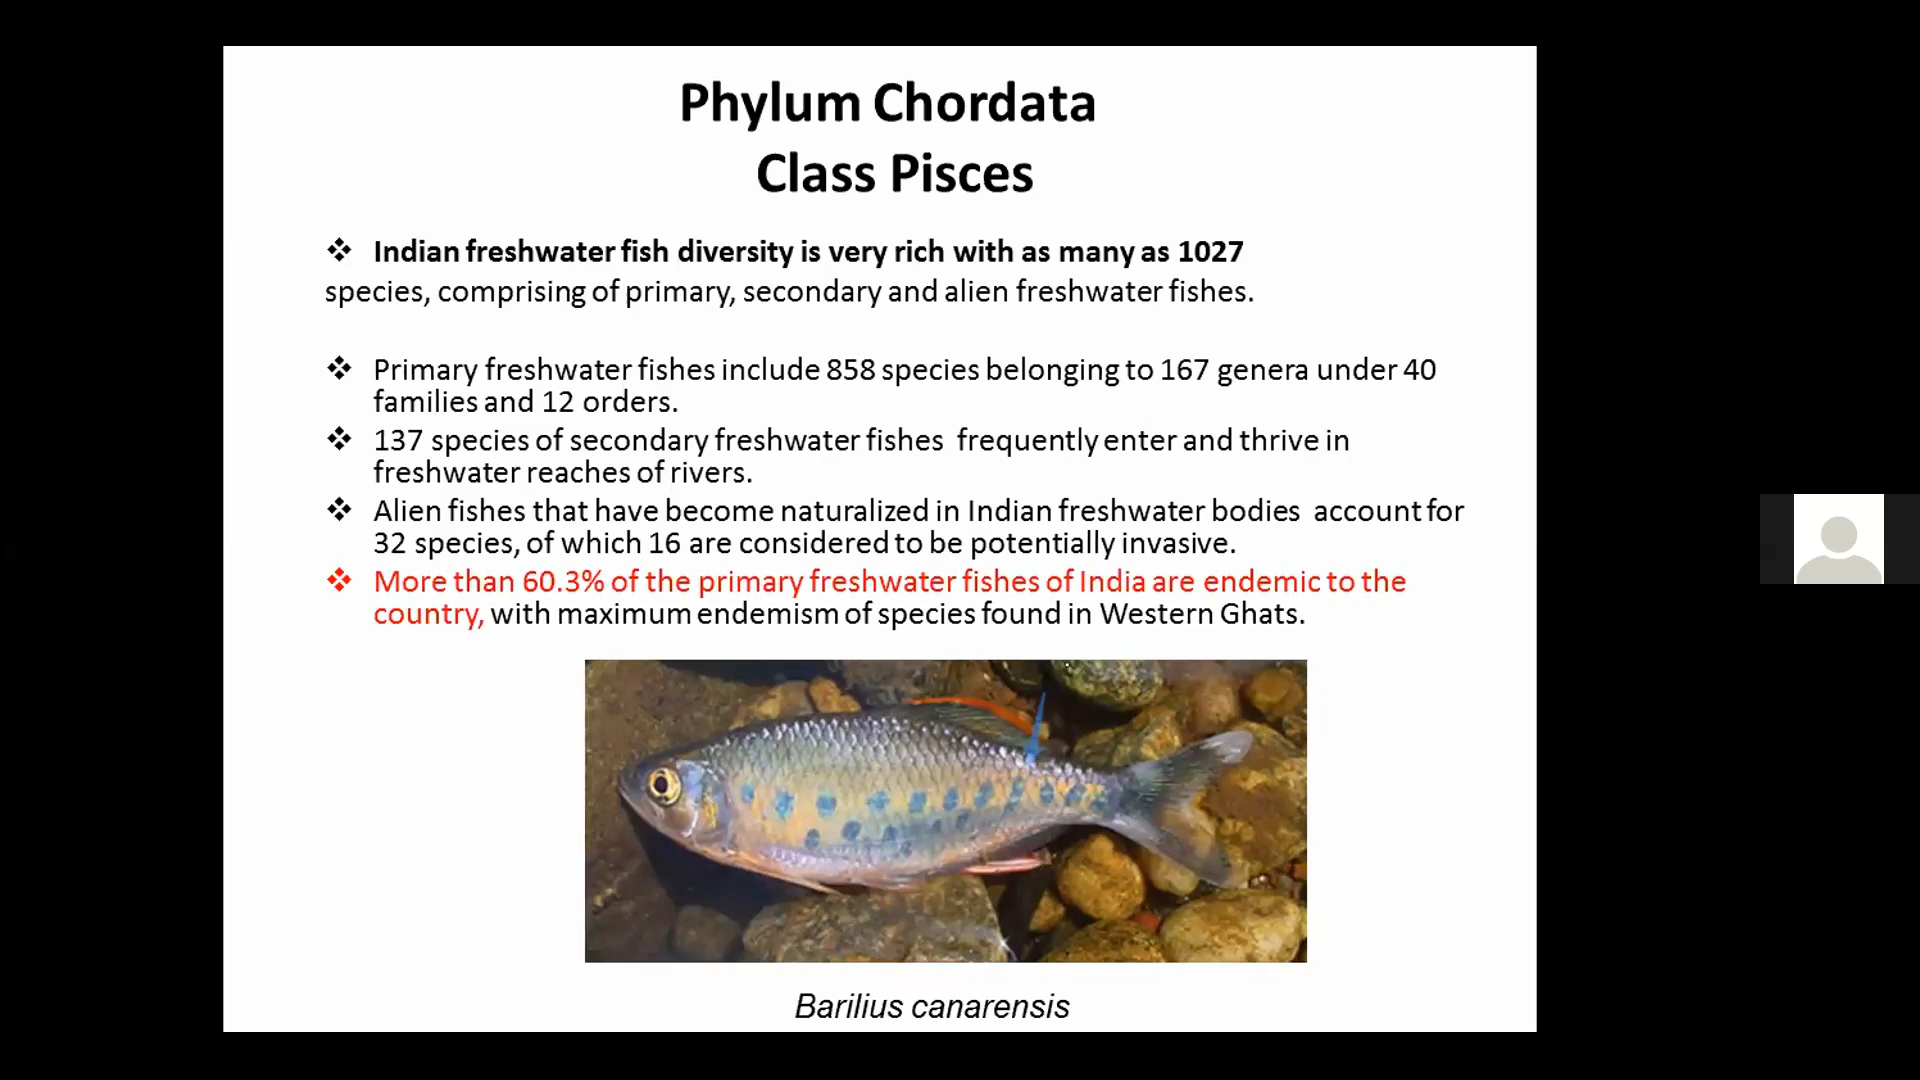 Phylum Chordata
Class Pisces
❖ Indian freshwater fish diversity is very rich with as many as 1027
species, comprising of primary, secondary and alien freshwater fishes.
❖ Primary freshwater fishes include 858 species belonging to 167 genera under 40
families and 12 orders.
❖ 137 species of secondary freshwater fishes frequently enter and thrive in
freshwater reaches of rivers.
❖ Alien fishes that have become naturalized in Indian freshwater bodies account for
32 species, of which 16 are considered to be potentially invasive.
❖ More than 60.3% of the primary freshwater fishes of India are endemic to the
country, with maximum endemism of species found in Western Ghats.
Barilius canarensis